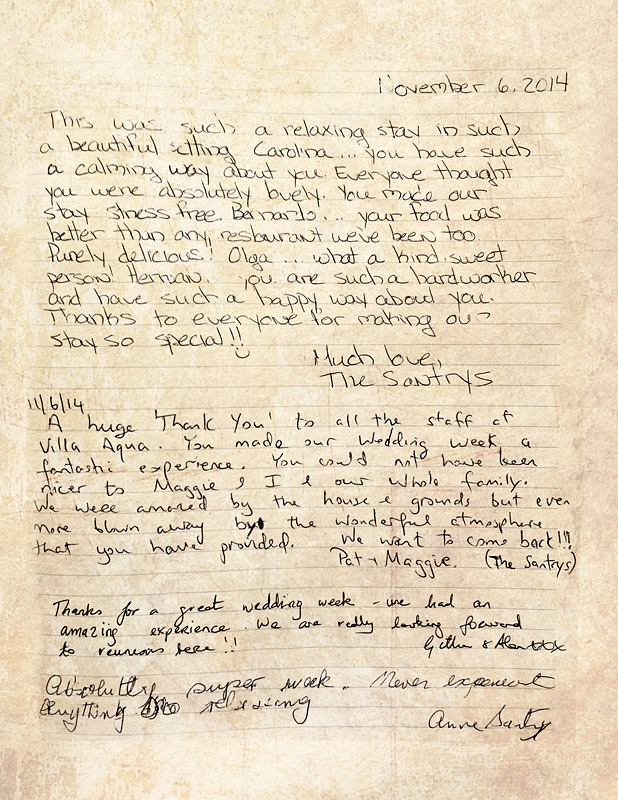 November 6, 2014
This was such a relaxing stay in such
a beautiful setting. Carolina... you have such
a calming way about you. Everyone thought
you were absolutely lovely. You made our
stay stress free. Bernardo... your food was
better than any restaurant we've been too.
Purely delicious! Olga... what a kind sweet
person! Hernan... you are such a hardworker
and have such a happy way about you.
Thanks to everyone for making our
stay so special!!
Much love,
The Santrys
11/6/14
A huge 'Thank You' to all the staff at
Villa Aqua. You made our Wedding week a
fantastic experience. You could not have been
nicer to Maggie & I & our whole family.
We were amazed by the house & grounds but even
more blown away by the wonderful atmosphere
that you have provided. We want to come back!!!
Pat + Maggie. (The Santrys)
Thanks for a great wedding week - we had an
amazing experience. We are really looking forward
to reunions here!!
& Alan xxx
Absolutly super week. Never experienced
anything so relaxing
Anne Santry